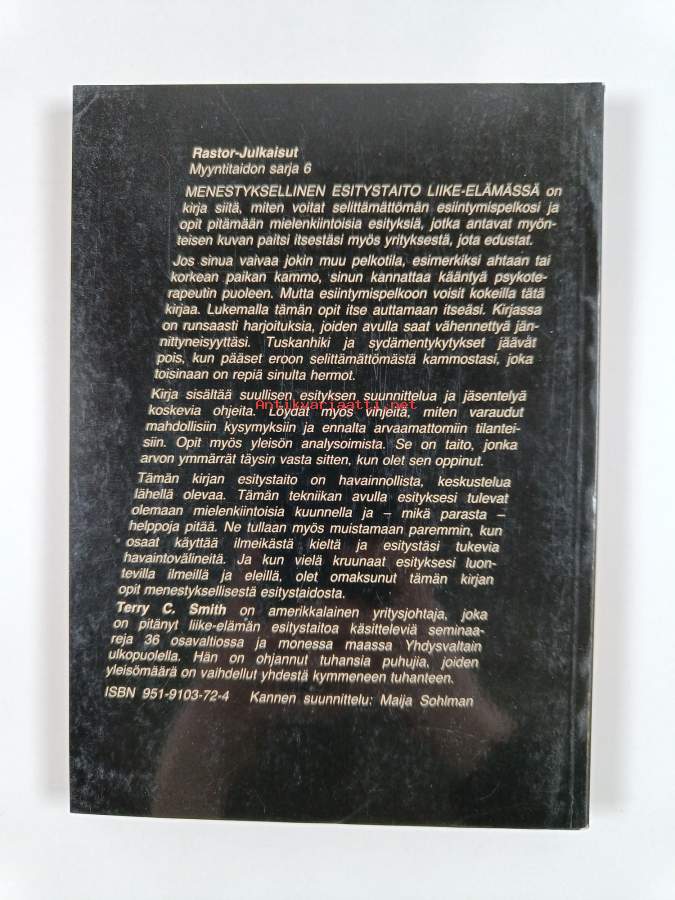 Rastor-Julkaisut
Myyntitaidon sarja 6
MENESTYKSELLINEN ESITYSTAITO LIIKE-ELÄMÄSSÄ on
kirja siitä, miten voitat selittämättömän esiintymispelkosi ja
opit pitämään mielenkiintoisia esityksiä, jotka antavat myön-
teisen kuvan paitsi itsestäsi myös yrityksestä, jota edustat.
Jos sinua vaivaa jokin muu pelkotila, esimerkiksi ahtaan tai
korkean paikan kammo, sinun kannattaa kääntyä psykote-
rapeutin puoleen. Mutta esiintymispelkoon voisit kokeilla tätä
kirjaa. Lukemalla tämän opit itse auttamaan itseäsi. Kirjassa
on runsaasti harjoituksia, joiden avulla saat vähennettyä jän-
nittyneisyyttäsi. Tuskanhiki ja sydämentykytykset jäävät
pois, kun pääset eroon selittämättömästä kammostasi, joka
toisinaan on repiä sinulta hermot.
Kirja sisältää suullisen esityksen suunnittelua ja jäsentelyä
koskevia ohjeita. Löydät myös vihjeitä, miten varaudut
Antikvariaatti.net
mahdollisiin kysymyksiin ja ennalta arvaamattomiin tilantei-
siin. Opit myös yleisön analysoimista. Se on taito, jonka
arvon ymmärrät täysin vasta sitten, kun olet sen oppinut.
Tämän kirjan esitystaito on havainnollista, keskustelua
lähellä olevaa. Tämän tekniikan avulla esityksesi tulevat
olemaan mielenkiintoisia kuunnella ja – mikä parasta –
helppoja pitää. Ne tullaan myös muistamaan paremmin, kun
osaat käyttää ilmeikästä kieltä ja esitystäsi tukevia
havaintovälineitä. Ja kun vielä kruunaat esityksesi luon-
tevilla ilmeillä ja eleillä, olet omaksunut tämän kirjan
opit menestyksellisestä esitystaidosta.
Terry C. Smith on amerikkalainen yritysjohtaja, joka
on pitänyt liike-elämän esitystaitoa käsitteleviä seminaa-
reja 36 osavaltiossa ja monessa maassa Yhdysvaltain
ulkopuolella. Hän on ohjannut tuhansia puhujia, joiden
yleisömäärä on vaihdellut yhdestä kymmeneen tuhanteen.
ISBN 951-9103-72-4 Kannen suunnittelu: Maija Sohlman